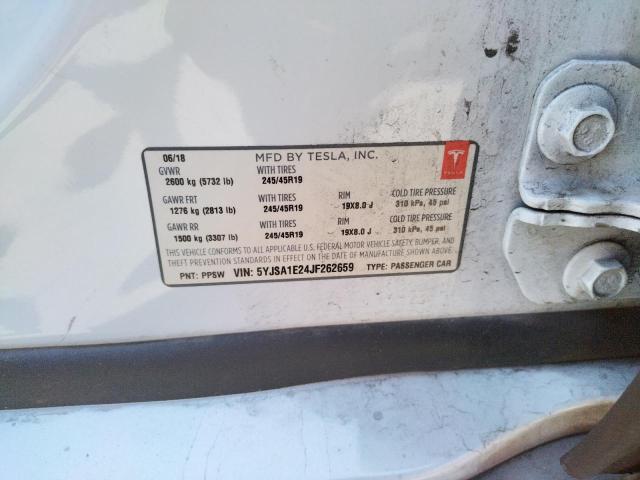 06/18 MFD BY TESLA, INC.
GVWR WITH TIRES
2600 kg (5732 lb) 245/45R19
GAWR FRT WITH TIRES RIM COLD TIRE PRESSURE
1276 kg (2813 lb) 245/45R19 19X8.0 J 310 kPa, 45 psi
GAWR RR WITH TIRES RIM COLD TIRE PRESSURE
1500 kg (3307 lb) 245/45R19 19X8.0 J 310 kPa, 45 psi
THIS VEHICLE CONFORMS TO ALL APPLICABLE U.S. FEDERAL MOTOR VEHICLE SAFETY, BUMPER, AND
THEFT PREVENTION STANDARDS IN EFFECT ON THE DATE OF MANUFACTURE SHOWN ABOVE.
PNT: PPSW VIN: 5YJSA1E24JF262659 TYPE: PASSENGER CAR
TESLA